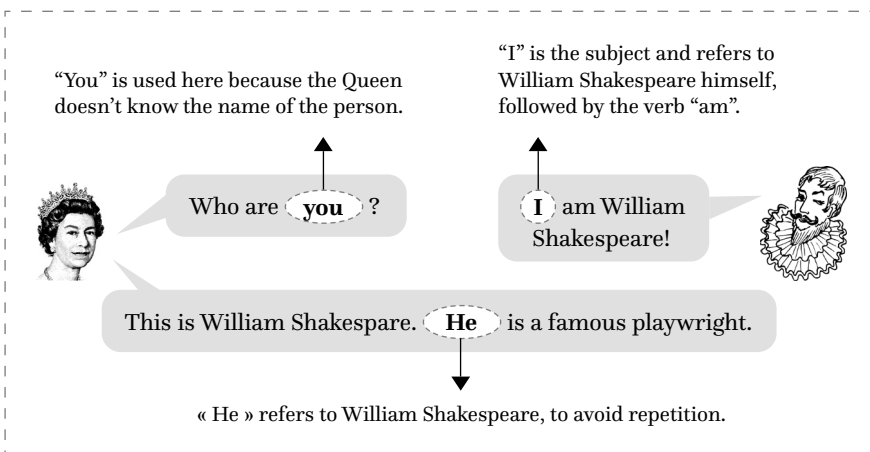 “You” is used here because the Queen
doesn’t know the name of the person.
“I” is the subject and refers to
William Shakespeare himself,
followed by the verb “am”.
Who are you ?
I am William
Shakespeare!
This is William Shakespare. He is a famous playwright.
« He » refers to William Shakespeare, to avoid repetition.